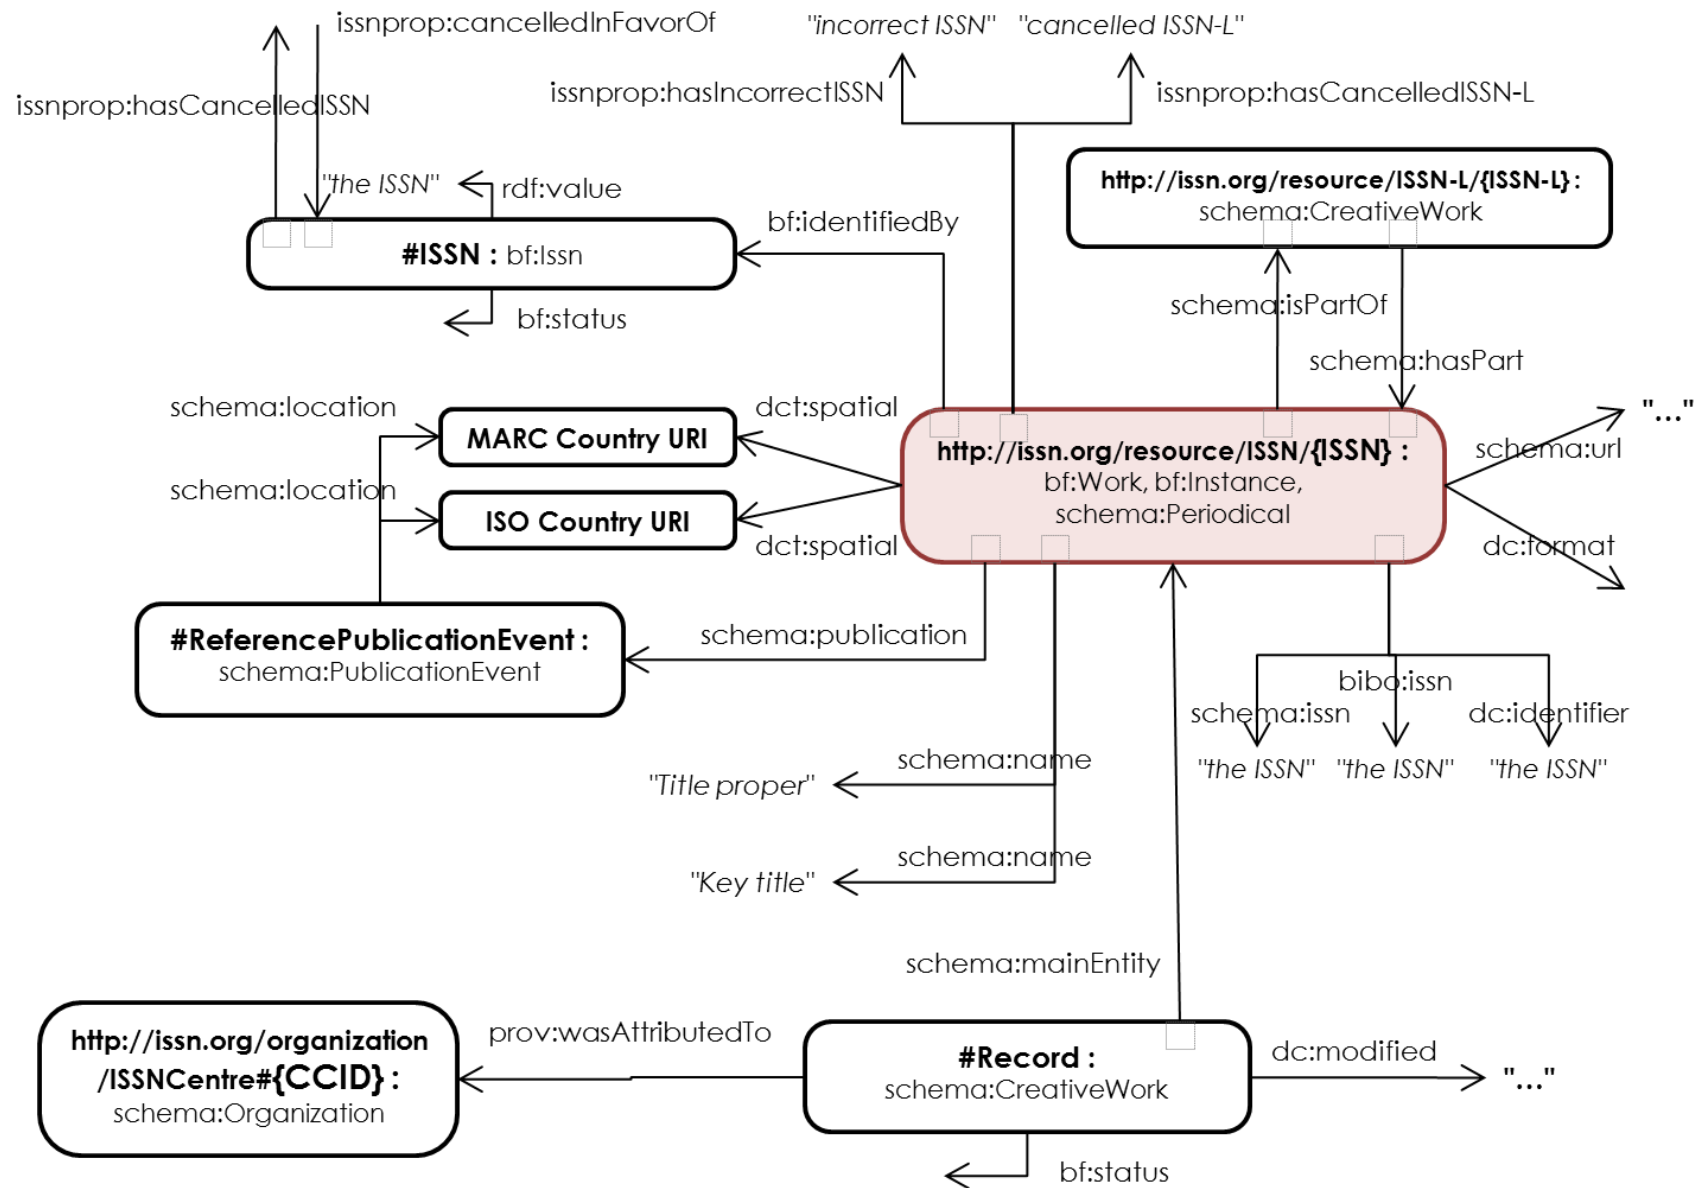 issnprop:cancelledInFavorOf
"incorrect ISSN"
"cancelled ISSN-L"
issnprop:hasCancelledISSN
issnprop:hasIncorrectISSN
issnprop:hasCancelledISSN-L
"the ISSN"
rdf:value
http://issn.org/resource/ISSN-L/{ISSN-L} :
schema:CreativeWork
bf:identifiedBy
#ISSN : bf:Issn
bf:status
schema:isPartOf
schema:hasPart
schema:location
MARC Country URI
dct:spatial
"..."
schema:url
http://issn.org/resource/ISSN/{ISSN} :
bf:Work, bf:Instance,
schema:Periodical
schema:location
ISO Country URI
dct:spatial
dc:format
#ReferencePublicationEvent :
schema:PublicationEvent
schema:publication
bibo:issn
schema:issn
dc:identifier
"the ISSN"
"the ISSN"
"the ISSN"
schema:name
"Title proper"
schema:name
"Key title"
schema:mainEntity
http://issn.org/organization
/ISSNCentre#{CCID} :
schema:Organization
prov:wasAttributedTo
#Record :
schema:CreativeWork
dc:modified
"..."
bf:status